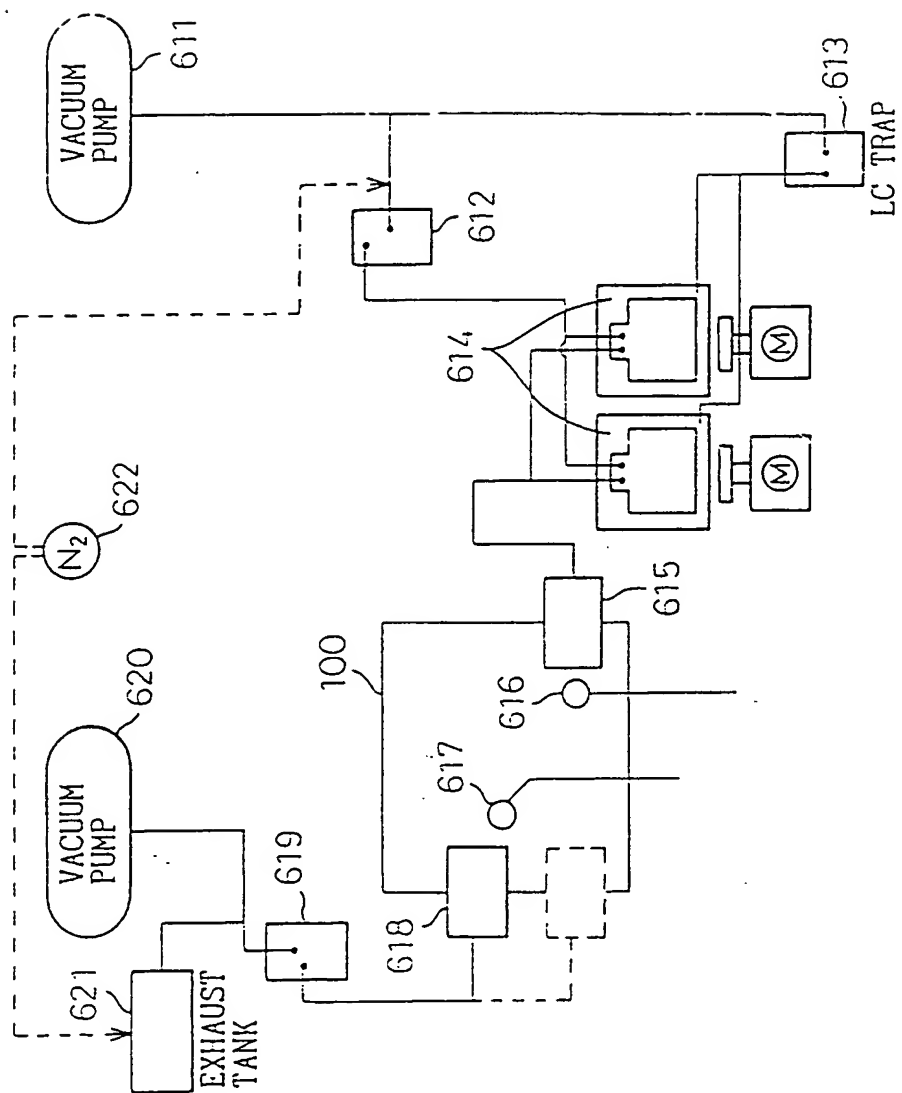 VACUUM
PUMP
611
613
LC TRAP
612
614
M
M
N2
622
615
616
617
100
VACUUM
PUMP
620
619
618
621
EXHAUST
TANK